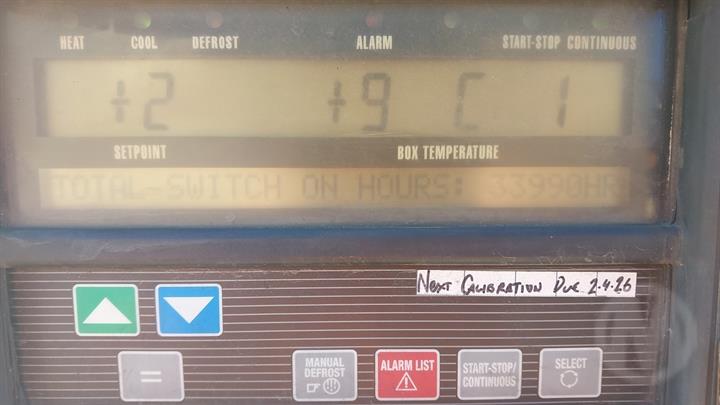 HEAT COOL DEFROST ALARM START-STOP CONTINUOUS
+2 +9 C 1
SETPOINT BOX TEMPERATURE
TOTAL-SWITCH ON HOURS: 33990HR
NEXT CALIBRATION DUE 2.4.26
=
MANUAL DEFROST
ALARM LIST
START-STOP/ CONTINUOUS
SELECT